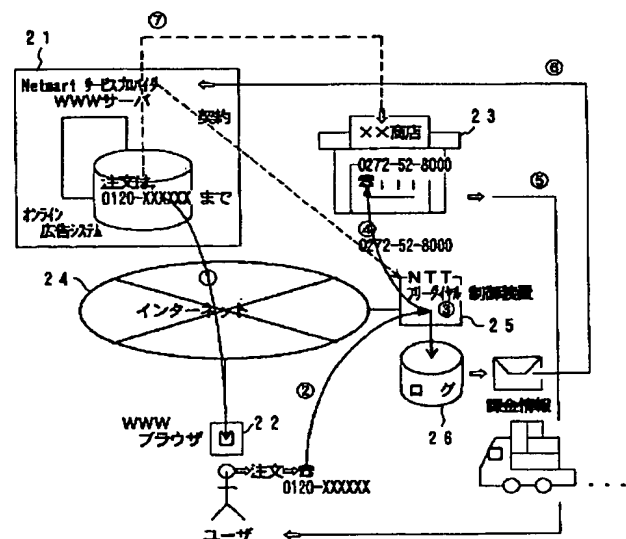 ⑦
21
Netmart サービスプロバイダ
WWWサーバ
契約
注文は
0120-XXXXXX まで
オンライン
広告システム
⑥
××商店
23
0272-52-8000
⑤
④
0272-52-8000
24
①
インターネット
NTT
フリーダイヤル 制御装置
③
25
②
ログ
26
課金情報
WWW
ブラウザ
22
注文
0120-XXXXXX
ユーザ